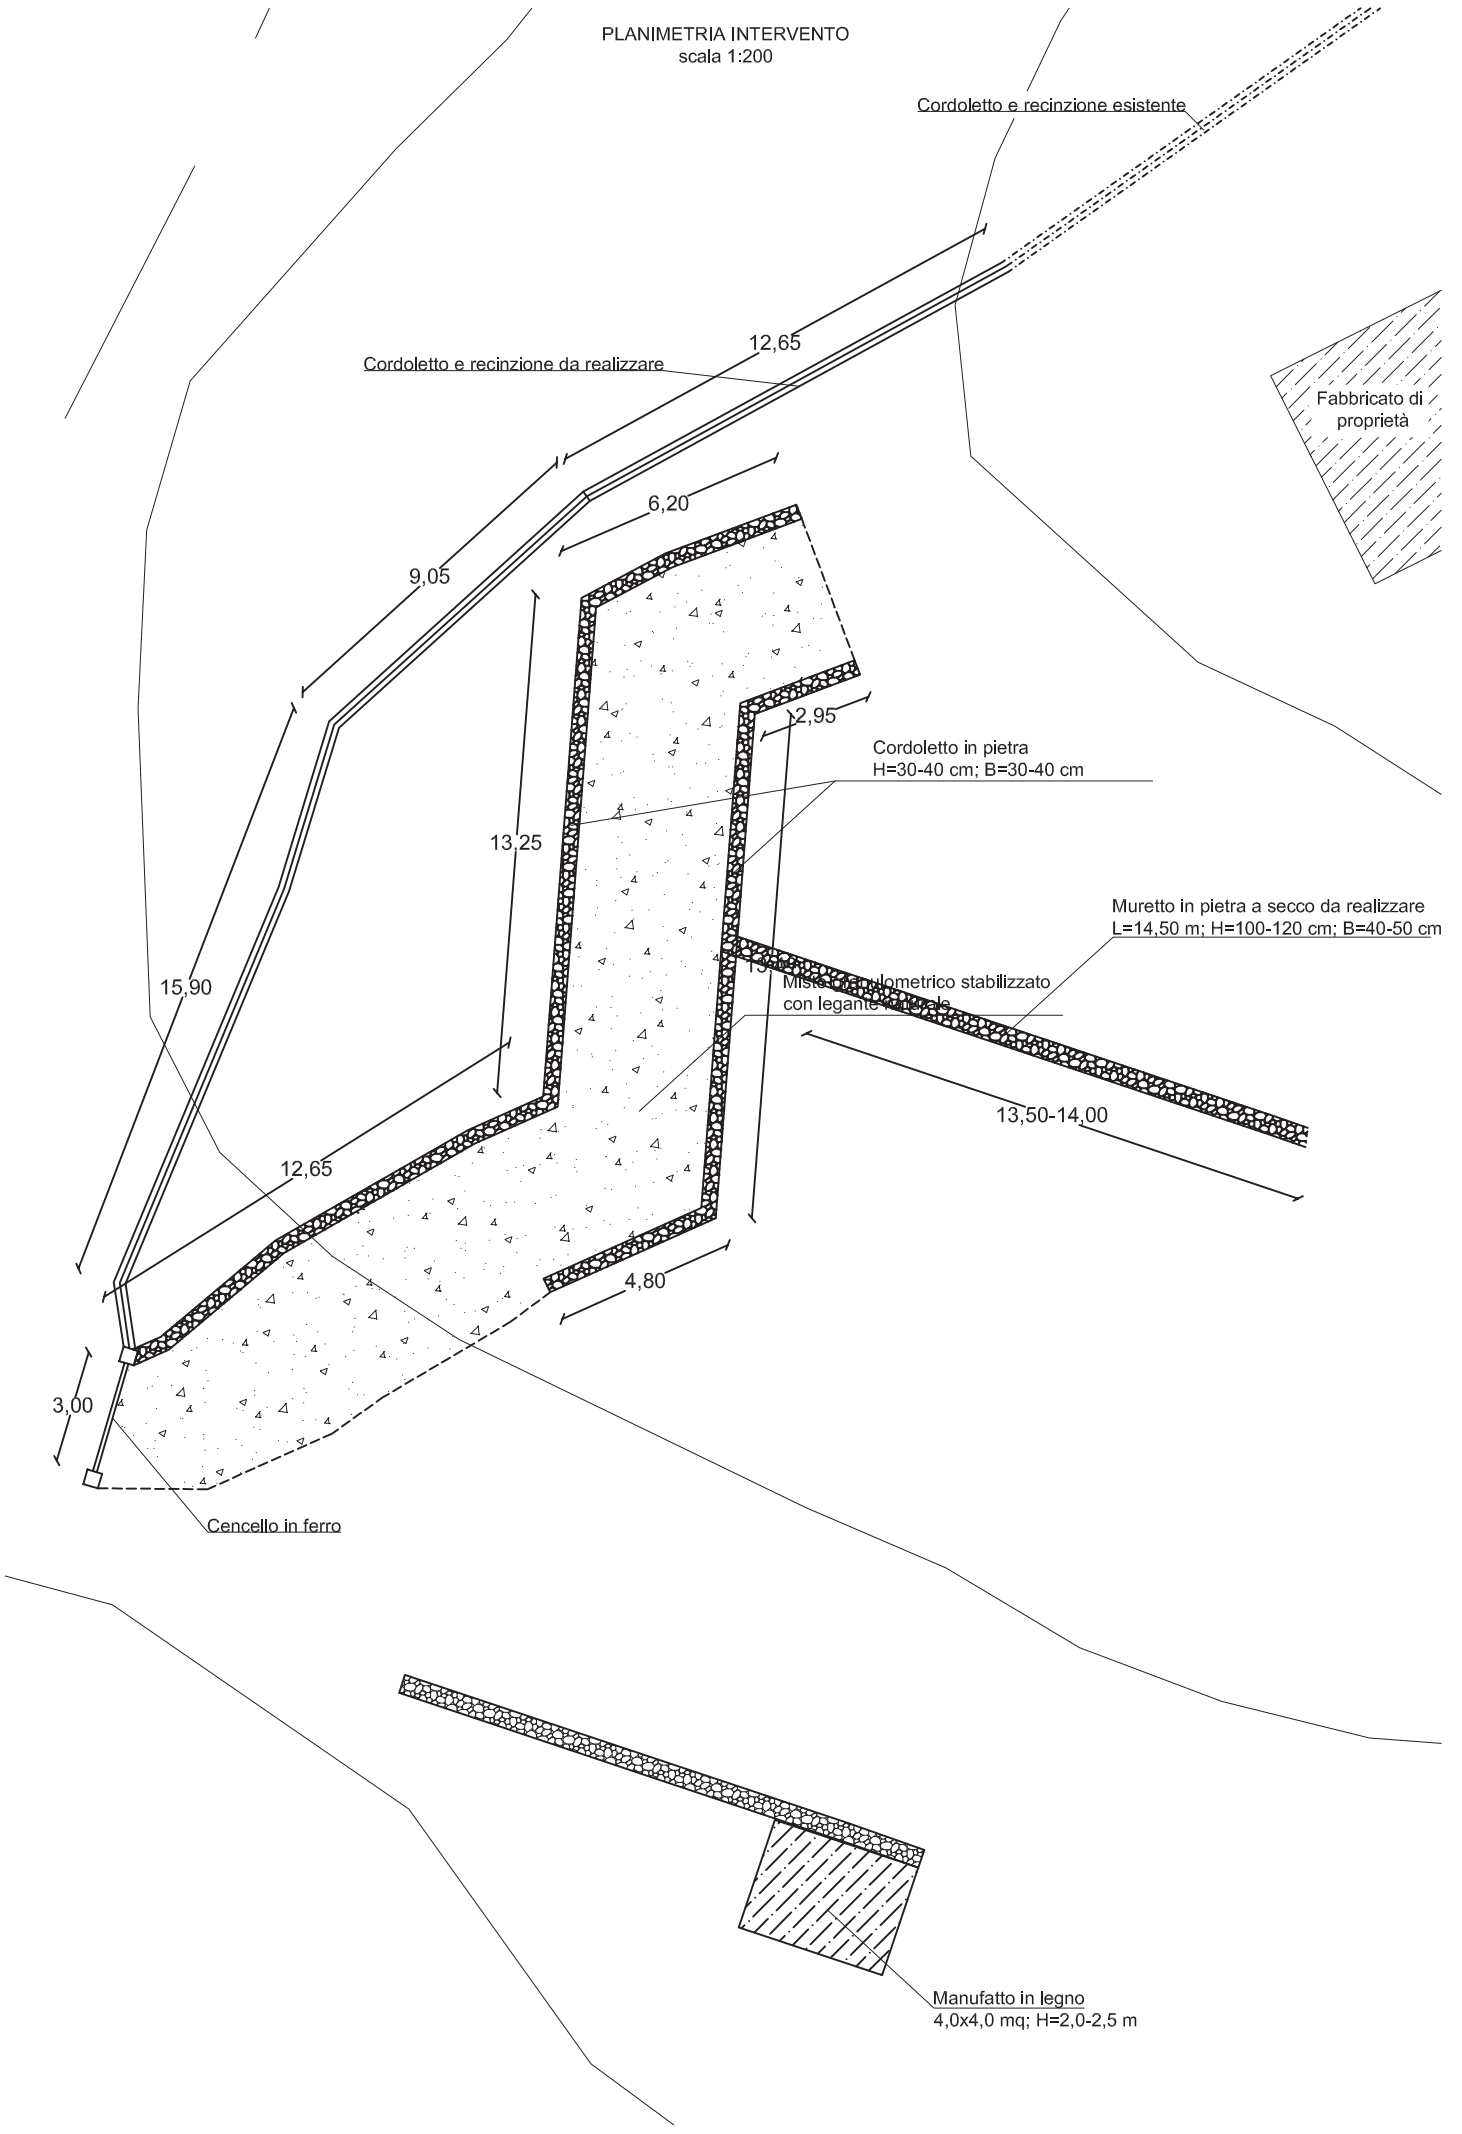 PLANIMETRIA INTERVENTO
scala 1:200
Cordoletto e recinzione esistente
12,65
Cordoletto e recinzione da realizzare
Fabbricato di
proprietà
6,20
9,05
2,95
Cordoletto in pietra
H=30-40 cm; B=30-40 cm
13,25
Muretto in pietra a secco da realizzare
L=14,50 m; H=100-120 cm; B=40-50 cm
Misto granulometrico stabilizzato
con legante naturale
15,90
13,50-14,00
12,65
4,80
3,00
Cencello in ferro
Manufatto in legno
4,0x4,0 mq; H=2,0-2,5 m